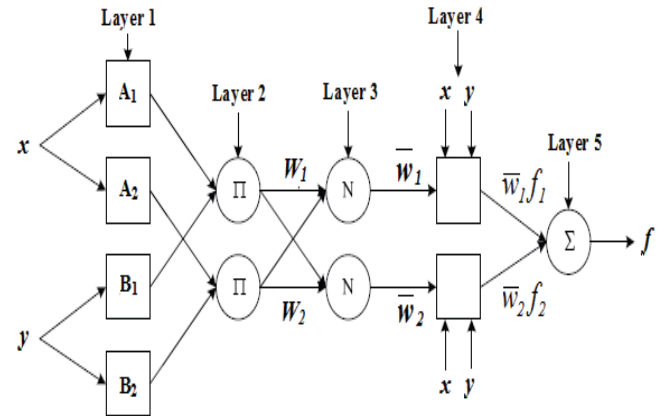 Layer 1
Layer 4
A₁
Layer 2
Layer 3
x y
x
W₁
w̅₁
Layer 5
Π
N
w̅₁f₁
A₂
Σ
f
B₁
Π
N
w̅₂f₂
W₂
w̅₂
y
B₂
x y